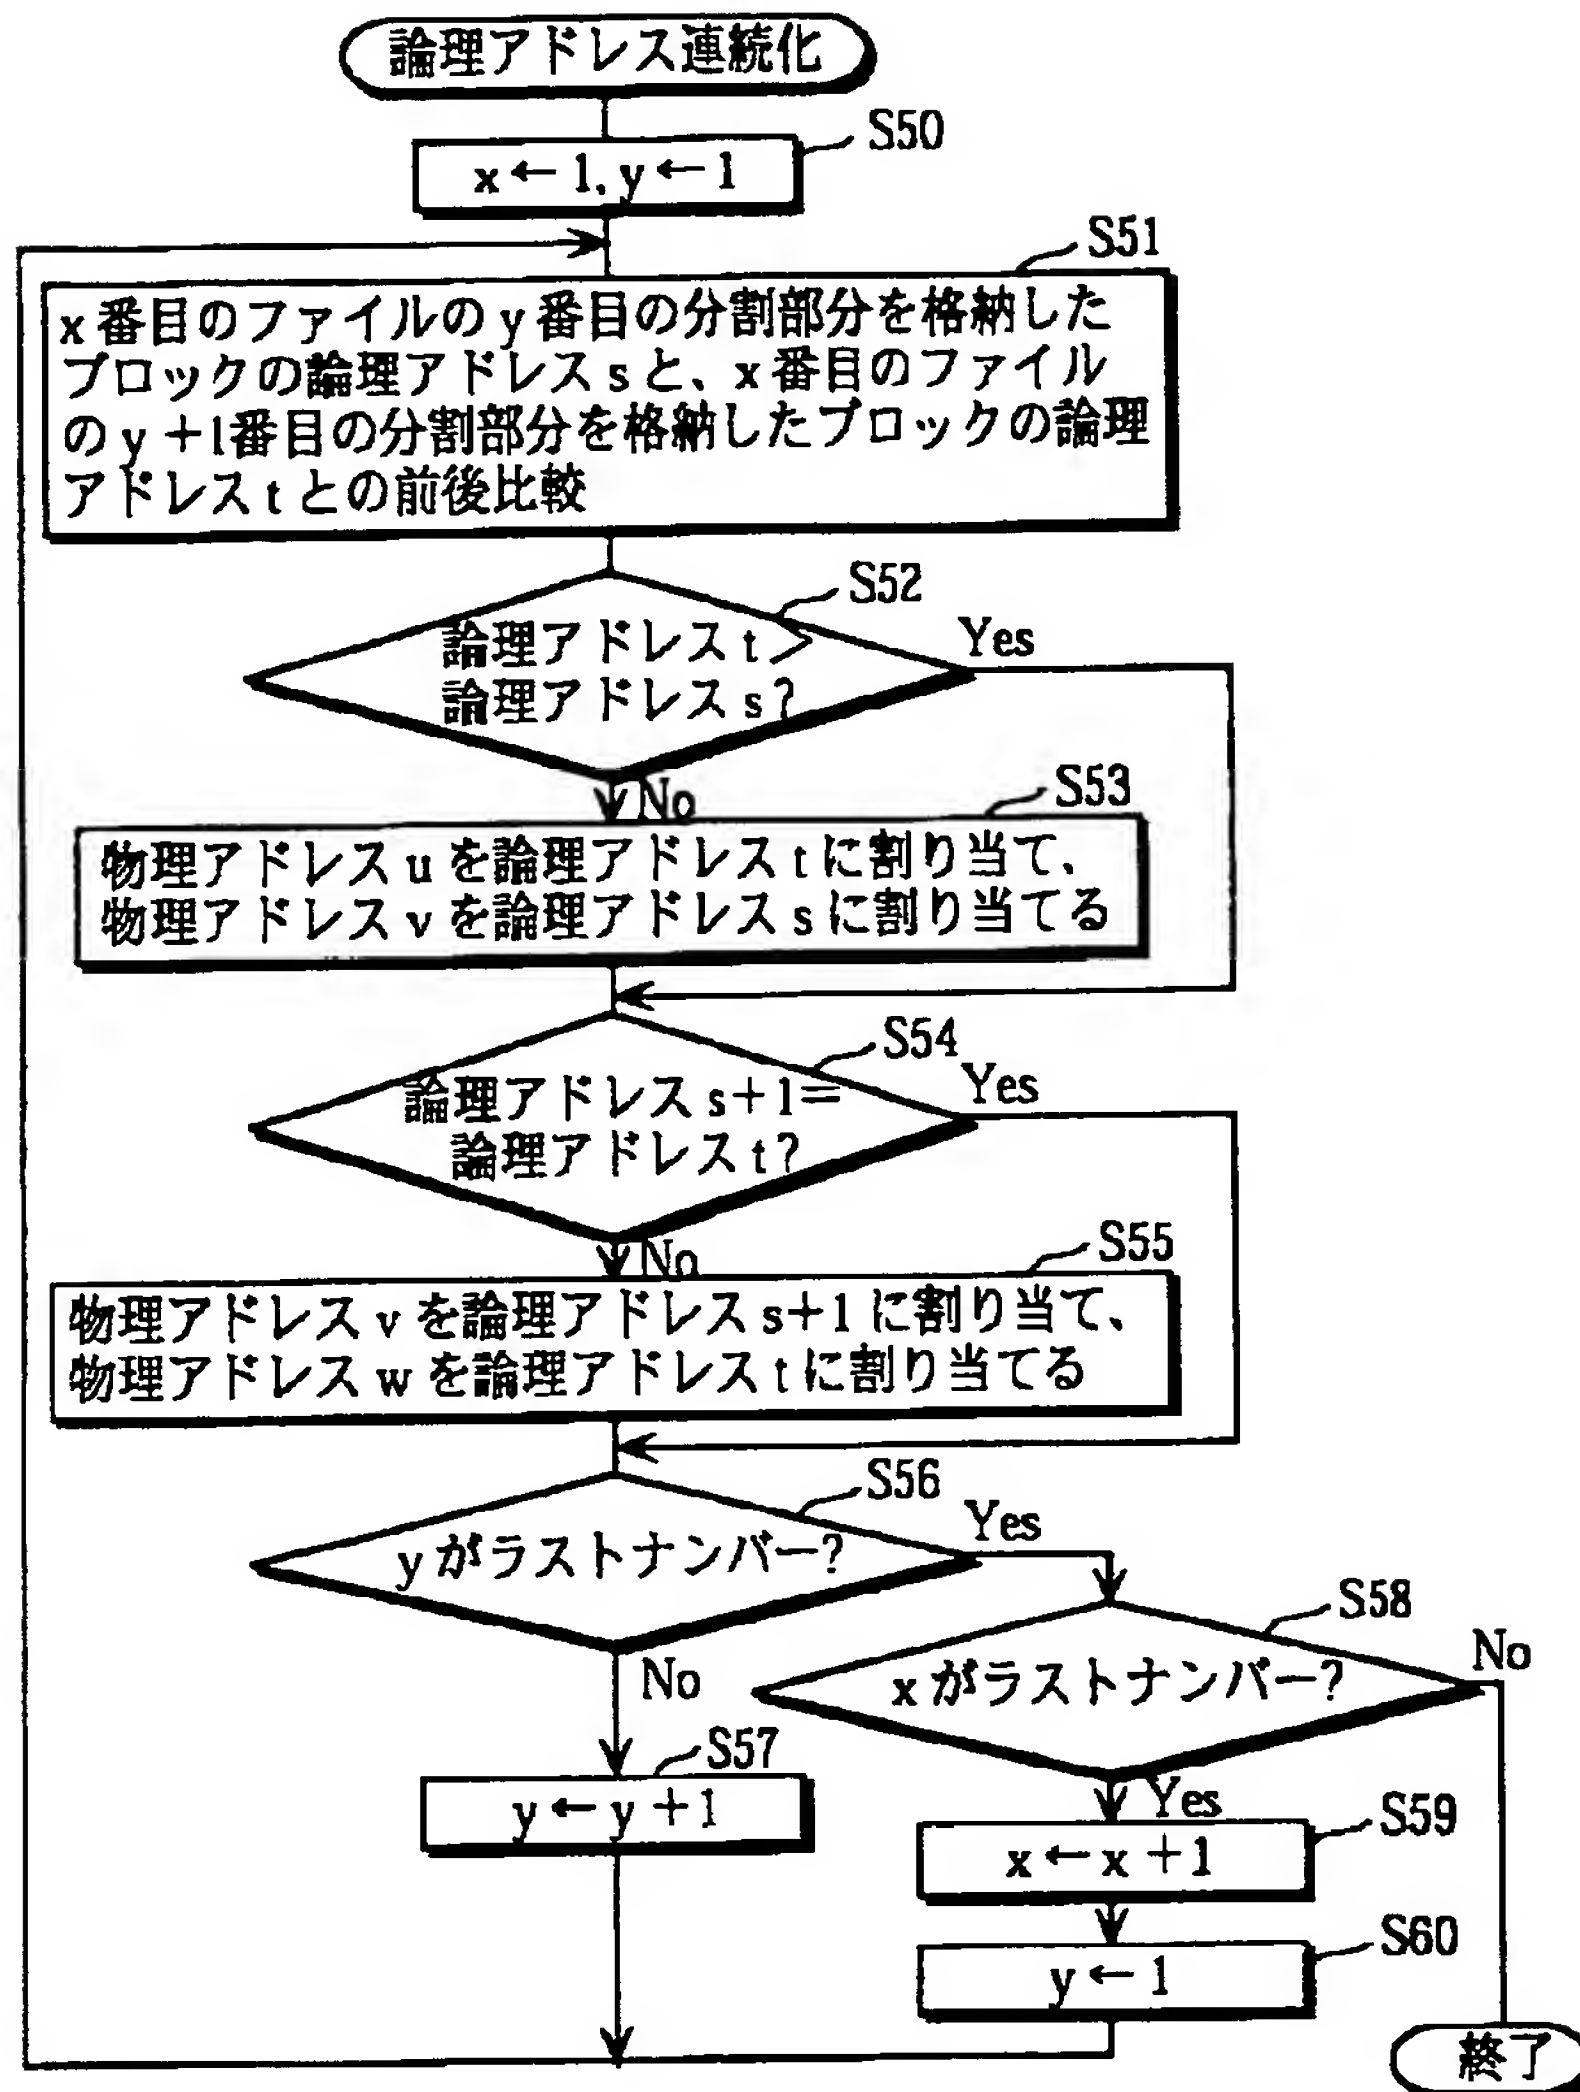 論理アドレス連続化
S50
x←1, y←1
S51
x番目のファイルのy番目の分割部分を格納した
ブロックの論理アドレスsと、x番目のファイル
のy+1番目の分割部分を格納したブロックの論理
アドレスtとの前後比較
S52
論理アドレスt>
論理アドレスs?
Yes
No
S53
物理アドレスuを論理アドレスtに割り当て、
物理アドレスvを論理アドレスsに割り当てる
S54
論理アドレスs+1=
論理アドレスt?
Yes
No
S55
物理アドレスvを論理アドレスs+1に割り当て、
物理アドレスwを論理アドレスtに割り当てる
S56
yがラストナンバー?
Yes
No
S57
y←y+1
S58
xがラストナンバー?
No
Yes
S59
x←x+1
S60
y←1
終了